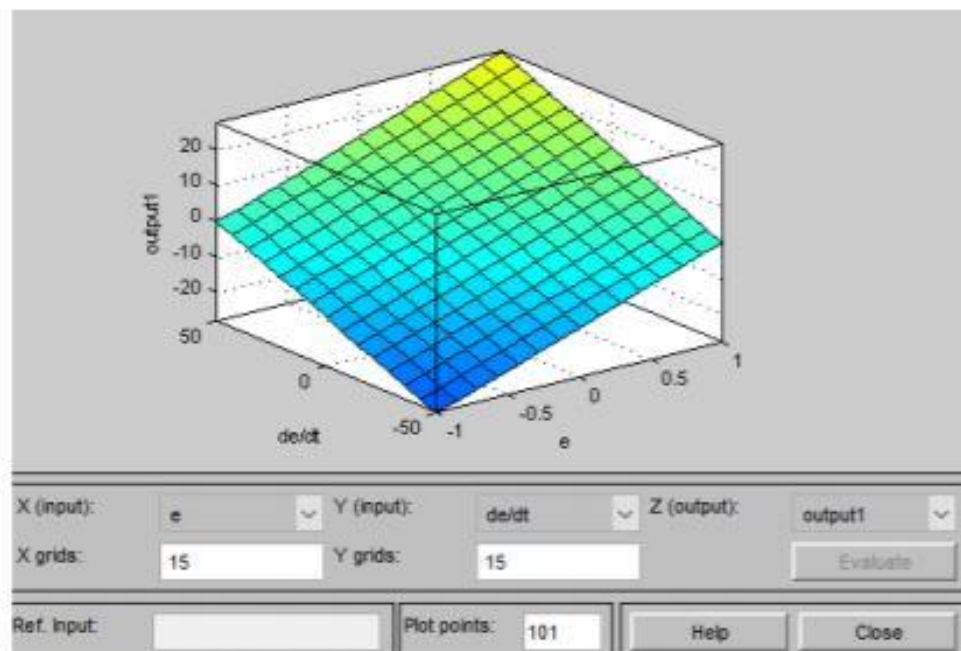 output1
20
10
0
-10
-20
50
0
-50
de/dt
-1
-0.5
0
0.5
1
e
X (input):
e
Y (input):
de/dt
Z (output):
output1
X grids:
15
Y grids:
15
Evaluate
Ref. Input:
Plot points:
101
Help
Close